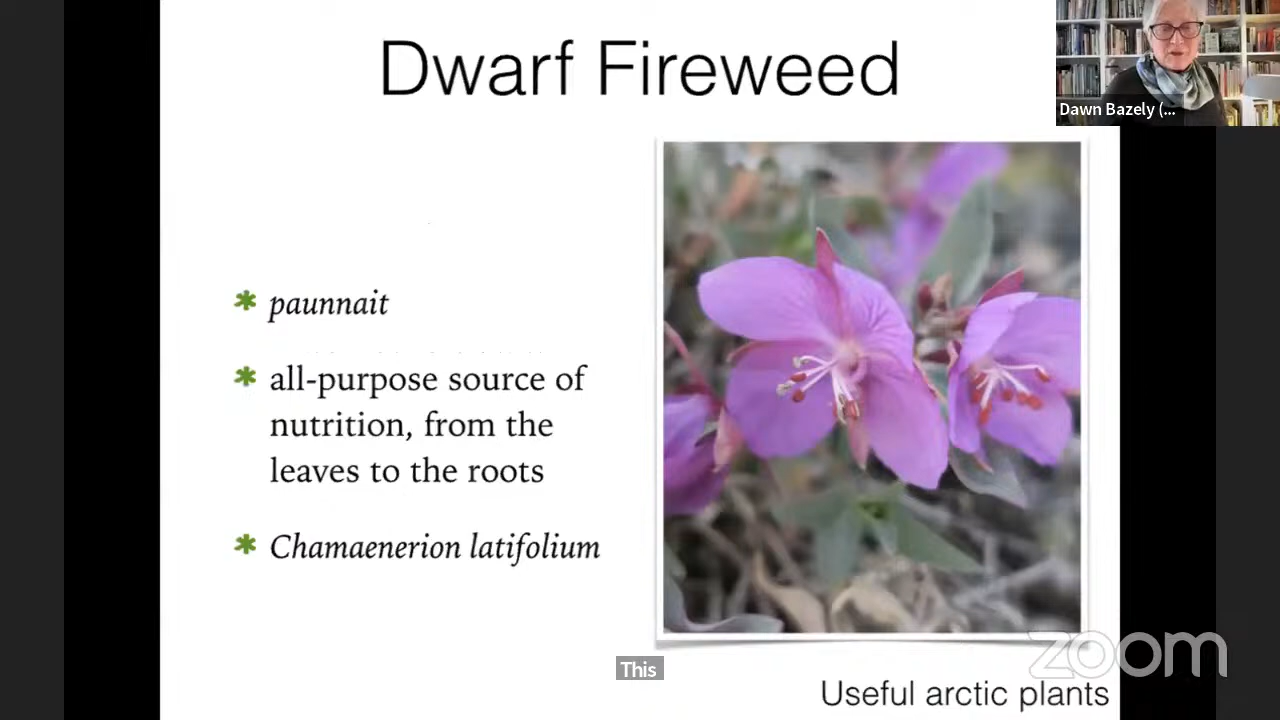 Dwarf Fireweed
Dawn Bazely (...
* paunnait
* all-purpose source of
nutrition, from the
leaves to the roots
* Chamaenerion latifolium
This
zoom
Useful arctic plants